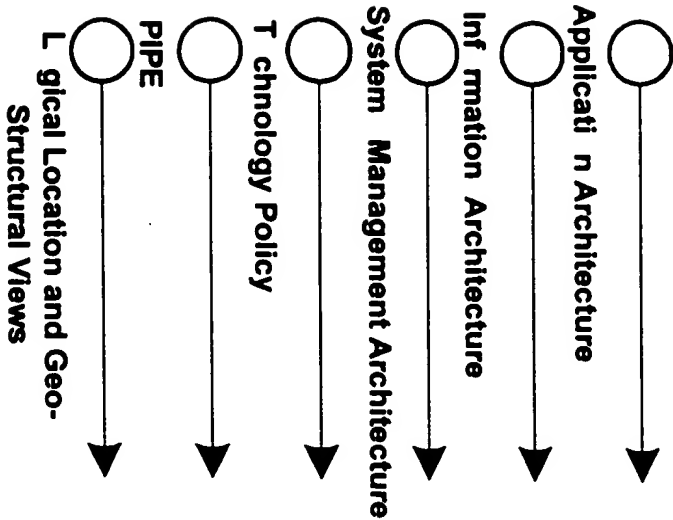 Applicati n Architecture
Inf rmation Architecture
System Management Architecture
T chnology Policy
PIPE
L gical Location and Geo-
Structural Views